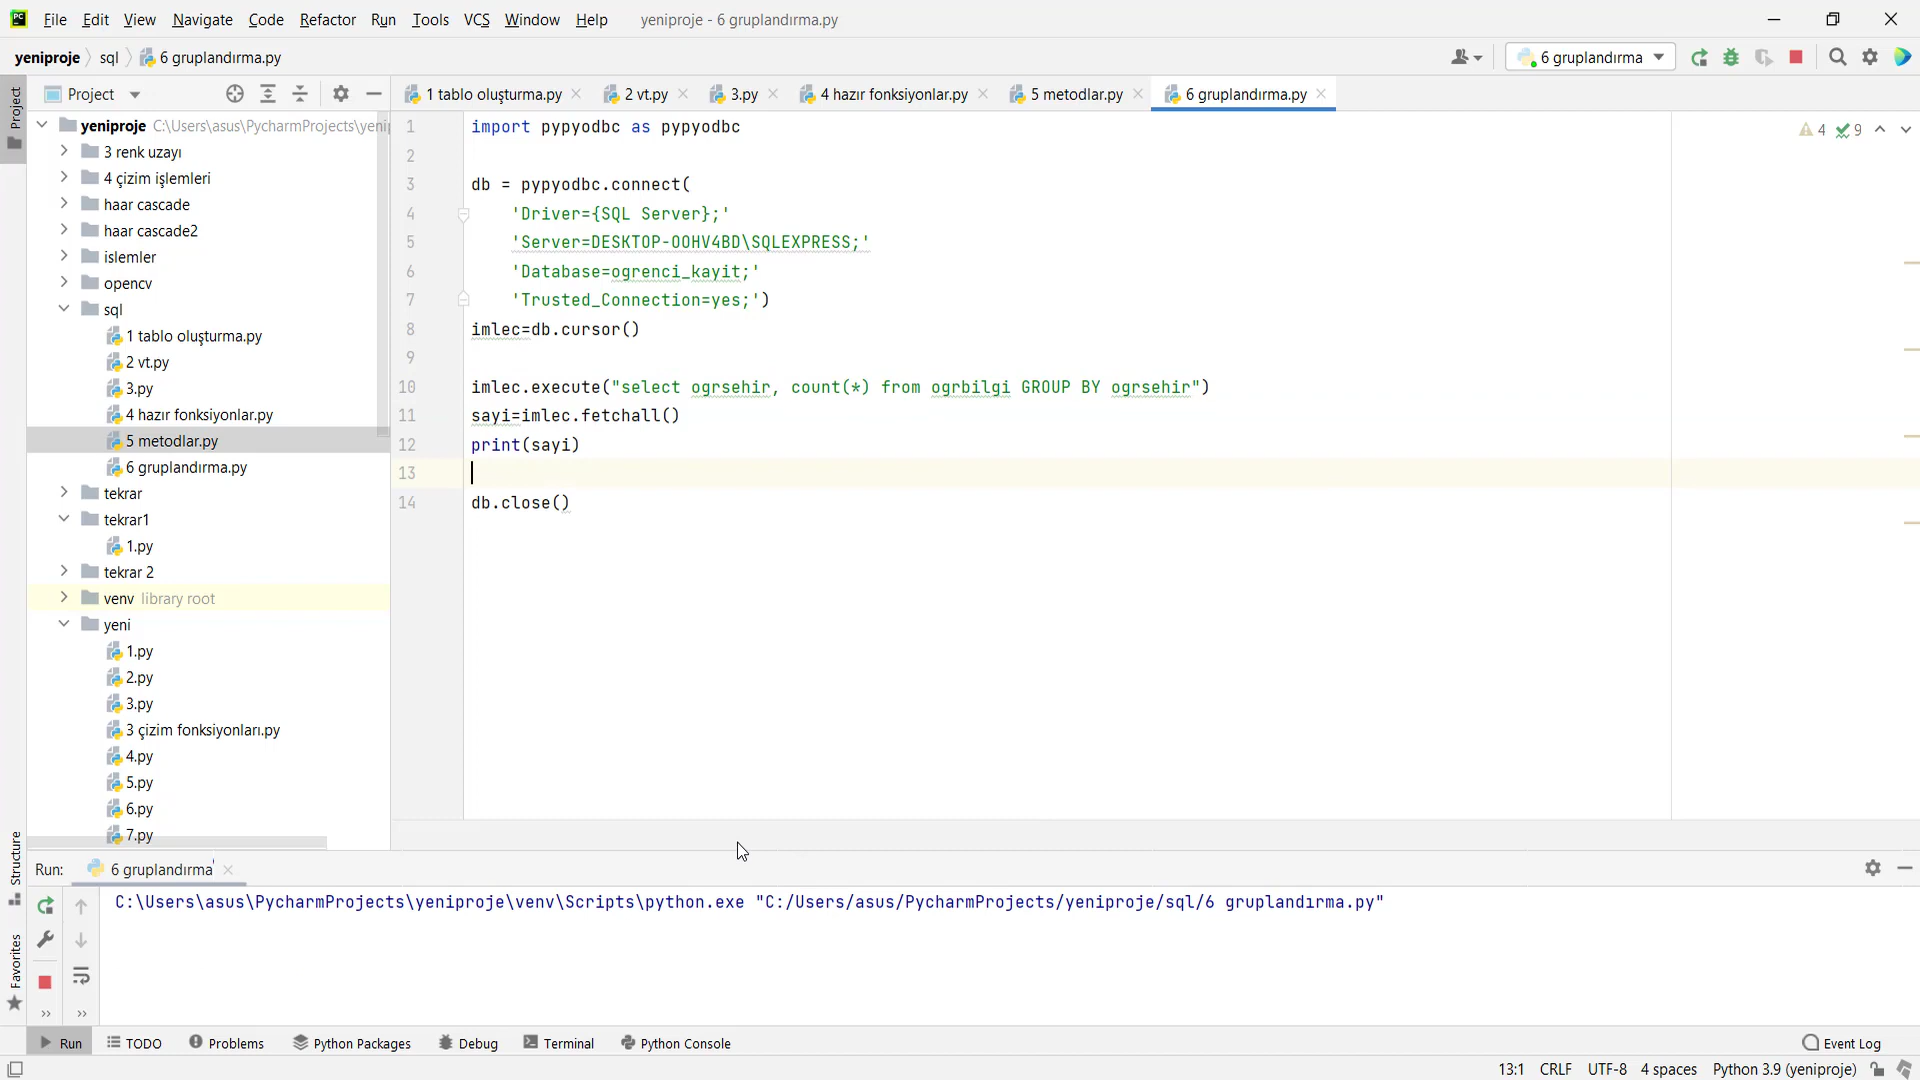 File Edit View Navigate Code Refactor Run Tools VCS Window Help yeniproje - 6 gruplandırma.py
yeniproje sql 6 gruplandırma.py 6 gruplandırma
Project 1 tablo oluşturma.py 2 vt.py 3.py 4 hazır fonksiyonlar.py 5 metodlar.py 6 gruplandırma.py
Project
yeniproje C:\Users\asus\PycharmProjects\yenip
3 renk uzayı
4 çizim işlemleri
haar cascade
haar cascade2
islemler
opencv
sql
1 tablo oluşturma.py
2 vt.py
3.py
4 hazır fonksiyonlar.py
5 metodlar.py
6 gruplandırma.py
tekrar
tekrar1
1.py
tekrar 2
venv library root
yeni
1.py
2.py
3.py
3 çizim fonksiyonları.py
4.py
5.py
6.py
7.py
Structure
Favorites
1 import pypyodbc as pypyodbc
2
3 db = pypyodbc.connect(
4 'Driver={SQL Server};'
5 'Server=DESKTOP-OOHV4BD\SQLEXPRESS;'
6 'Database=ogrenci_kayit;'
7 'Trusted_Connection=yes;')
8 imlec=db.cursor()
9
10 imlec.execute("select ogrsehir, count(*) from ogrbilgi GROUP BY ogrsehir")
11 sayi=imlec.fetchall()
12 print(sayi)
13
14 db.close()
4 9
Run: 6 gruplandırma
C:\Users\asus\PycharmProjects\yeniproje\venv\Scripts\python.exe "C:/Users/asus/PycharmProjects/yeniproje/sql/6 gruplandırma.py"
Run TODO Problems Python Packages Debug Terminal Python Console Event Log
13:1 CRLF UTF-8 4 spaces Python 3.9 (yeniproje)